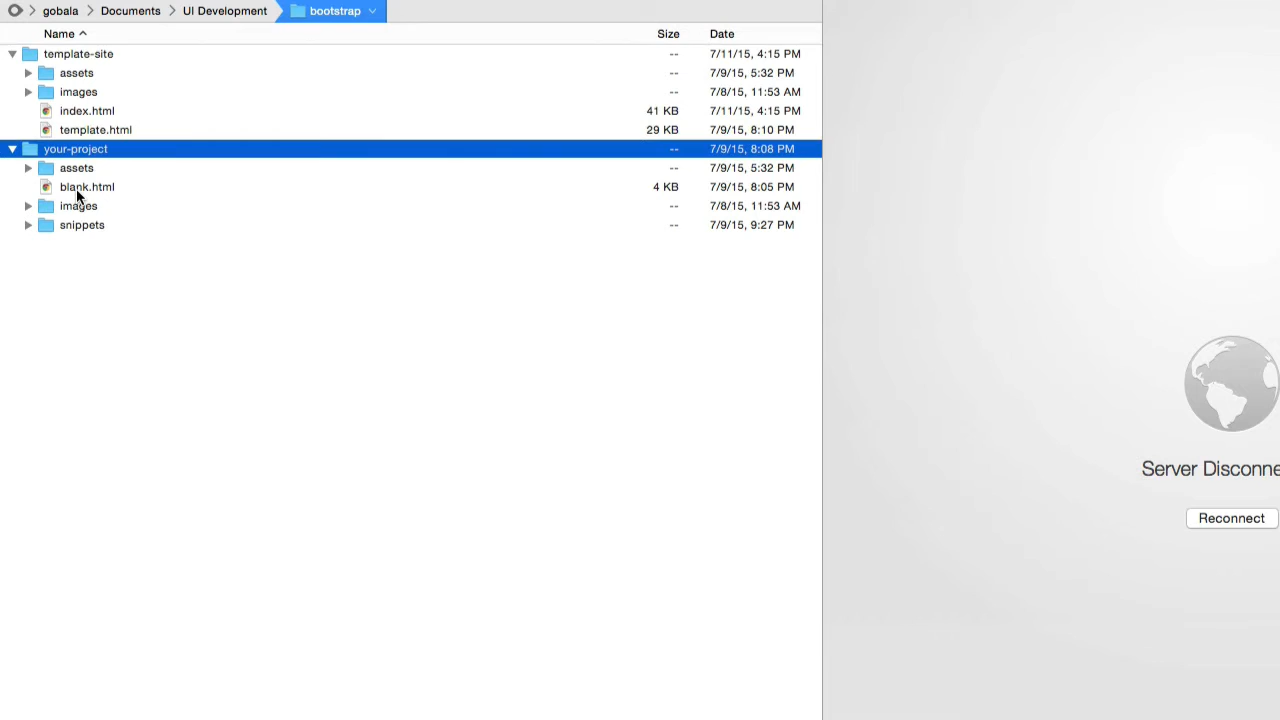 gobala Documents UI Development bootstrap
Name Size Date
template-site -- 7/11/15, 4:15 PM
assets -- 7/9/15, 5:32 PM
images -- 7/8/15, 11:53 AM
index.html 41 KB 7/11/15, 4:15 PM
template.html 29 KB 7/9/15, 8:10 PM
your-project -- 7/9/15, 8:08 PM
assets -- 7/9/15, 5:32 PM
blank.html 4 KB 7/9/15, 8:05 PM
images -- 7/8/15, 11:53 AM
snippets -- 7/9/15, 9:27 PM
Server Disconne
Reconnect